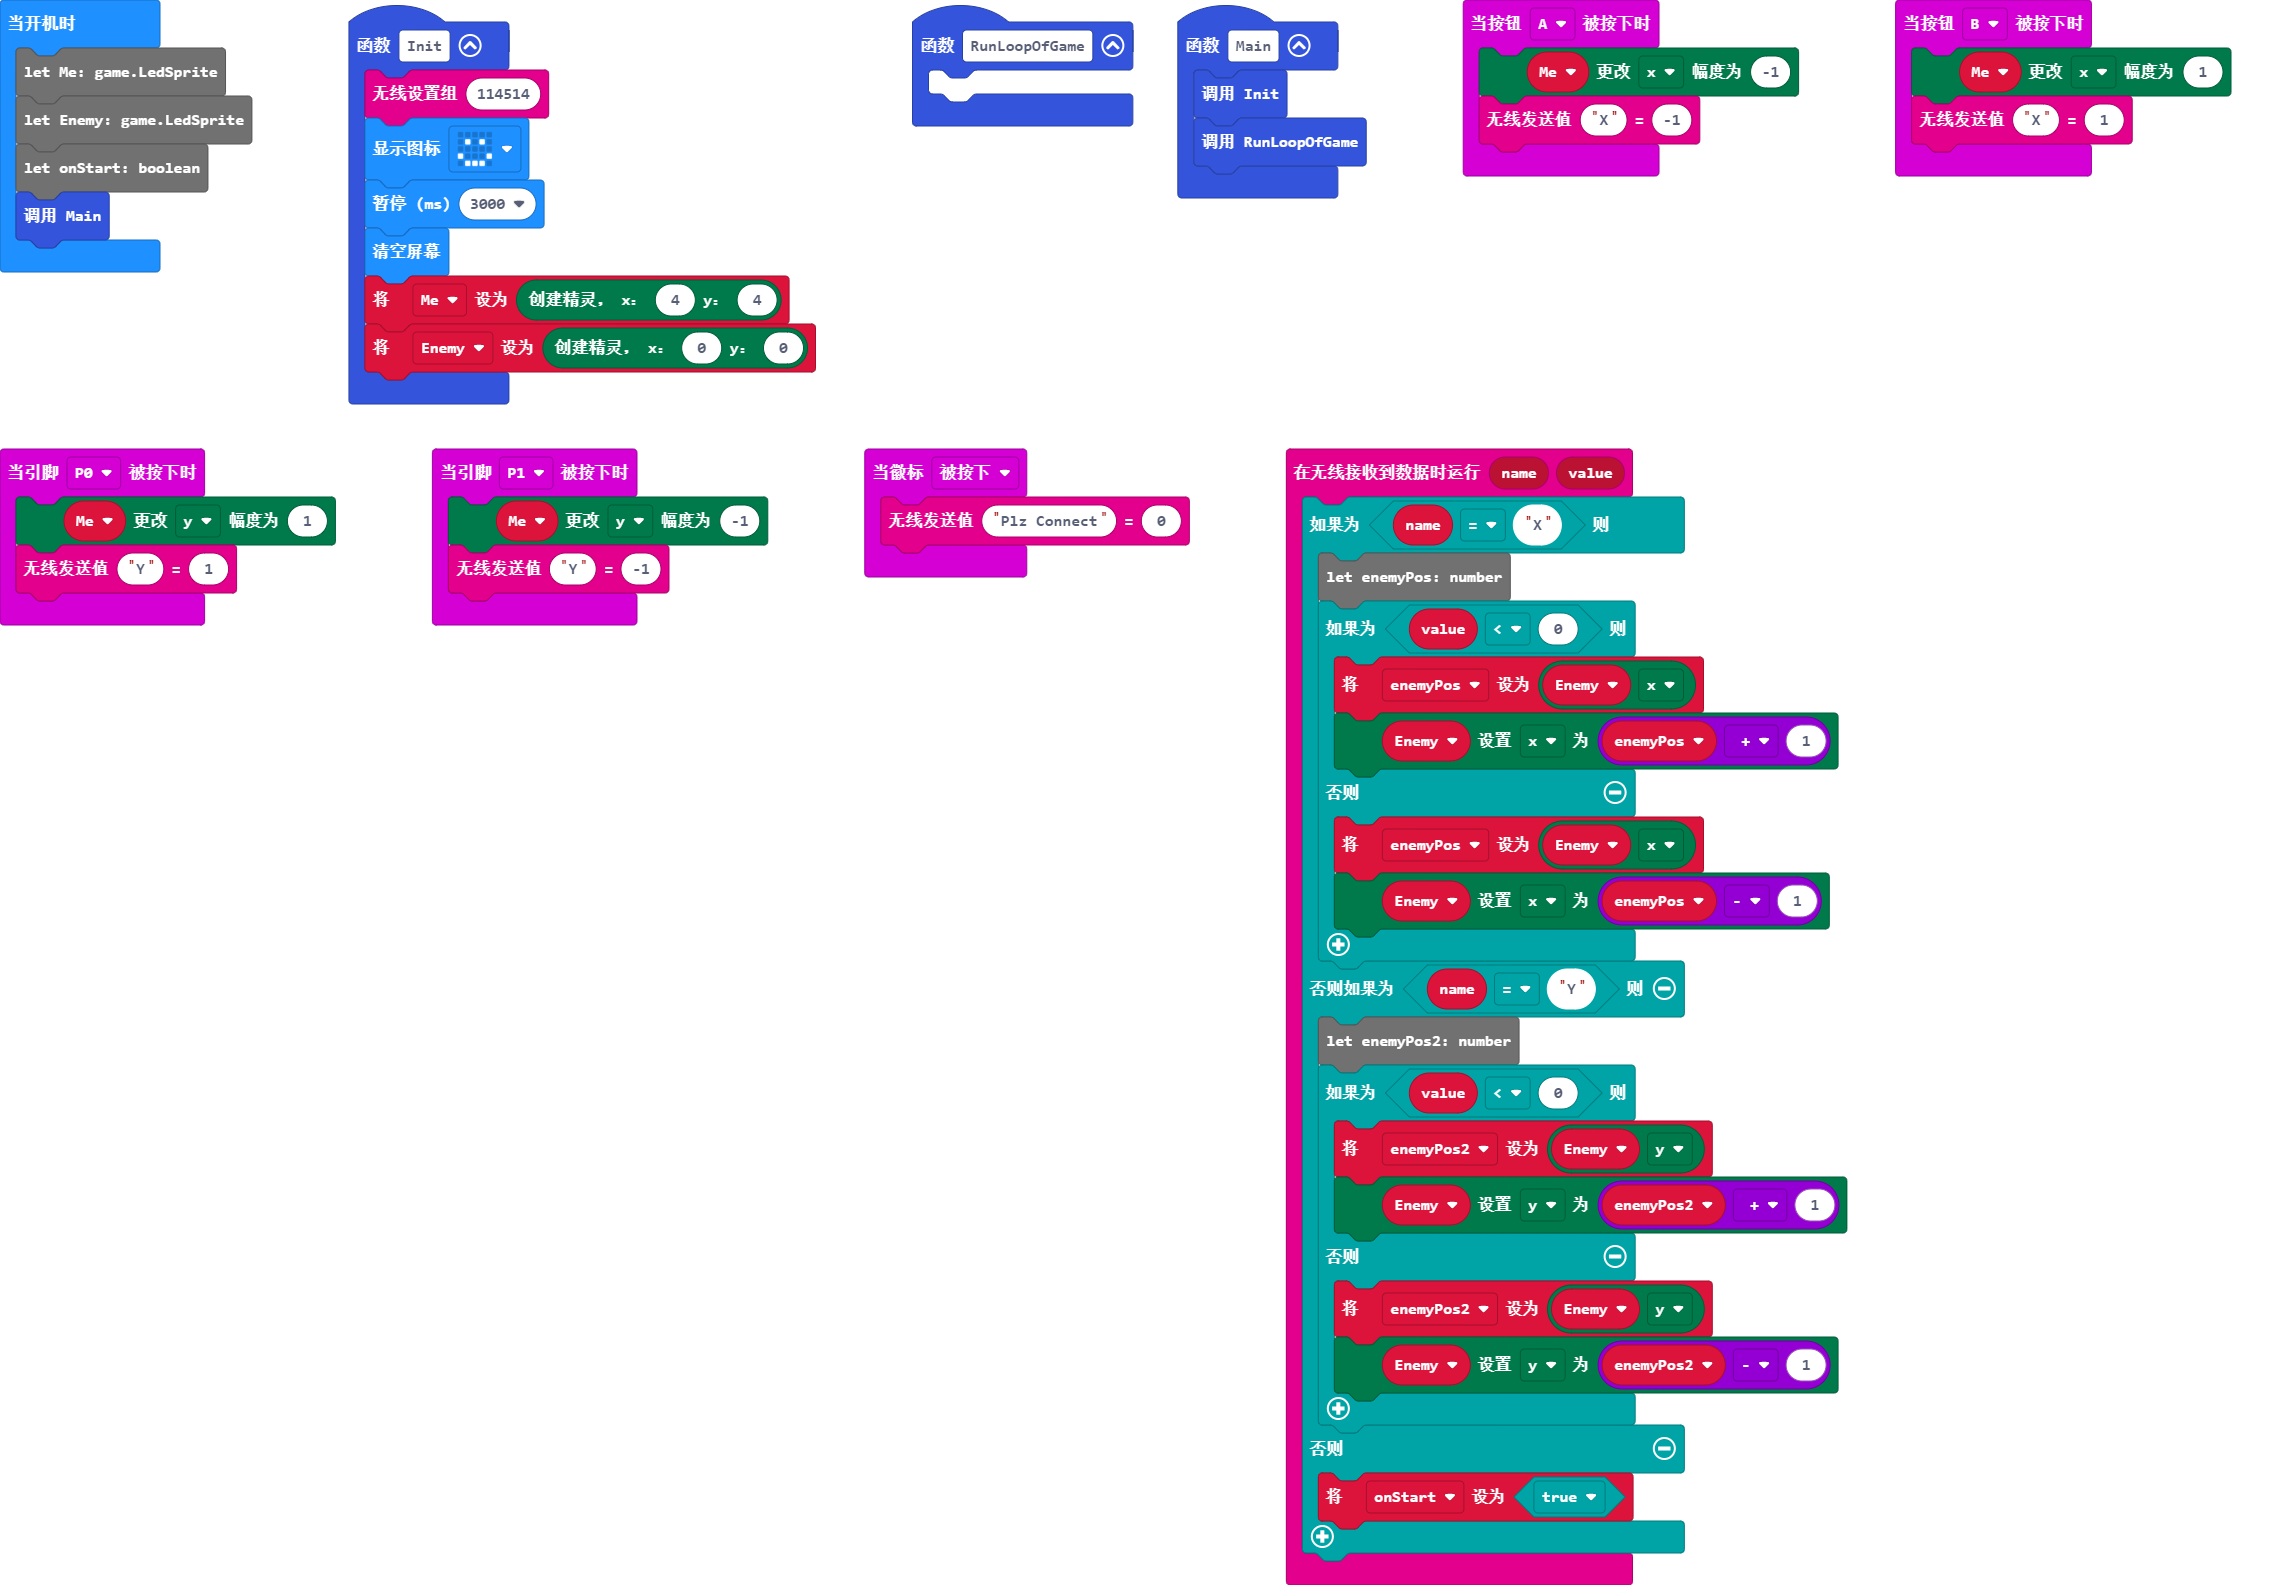 当开机时
let Me: game.LedSprite
let Enemy: game.LedSprite
let onStart: boolean
调用 Main
函数 Init
无线设置组 114514
显示图标
暂停 (ms) 3000
清空屏幕
将 Me 设为 创建精灵， x： 4 y： 4
将 Enemy 设为 创建精灵， x： 0 y： 0
函数 RunLoopOfGame
函数 Main
调用 Init
调用 RunLoopOfGame
当按钮 A 被按下时
Me 更改 x 幅度为 -1
无线发送值 "X" = -1
当按钮 B 被按下时
Me 更改 x 幅度为 1
无线发送值 "X" = 1
当引脚 P0 被按下时
Me 更改 y 幅度为 1
无线发送值 "Y" = 1
当引脚 P1 被按下时
Me 更改 y 幅度为 -1
无线发送值 "Y" = -1
当徽标 被按下
无线发送值 "Plz Connect" = 0
在无线接收到数据时运行 name value
如果为 name = "X" 则
let enemyPos: number
如果为 value < 0 则
将 enemyPos 设为 Enemy x
Enemy 设置 x 为 enemyPos + 1
否则
将 enemyPos 设为 Enemy x
Enemy 设置 x 为 enemyPos - 1
否则如果为 name = "Y" 则
let enemyPos2: number
如果为 value < 0 则
将 enemyPos2 设为 Enemy y
Enemy 设置 y 为 enemyPos2 + 1
否则
将 enemyPos2 设为 Enemy y
Enemy 设置 y 为 enemyPos2 - 1
否则
将 onStart 设为 true